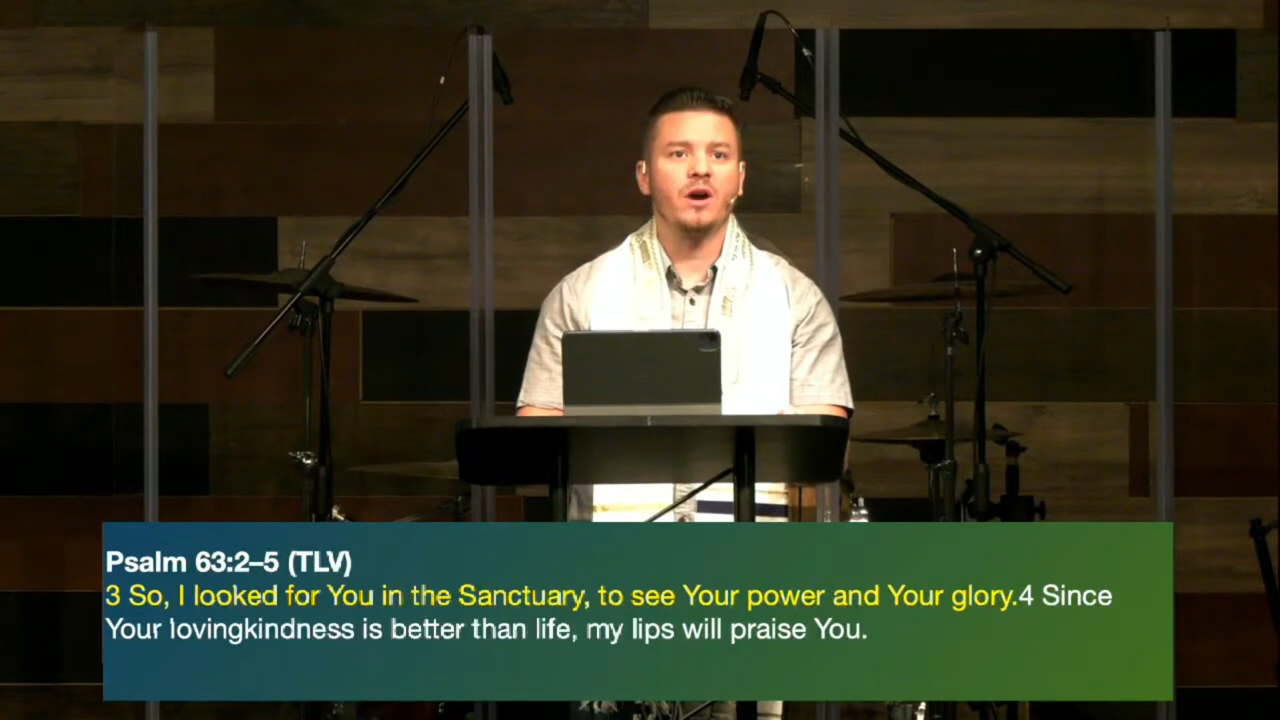 Psalm 63:2–5 (TLV)
3 So, I looked for You in the Sanctuary, to see Your power and Your glory.4 Since
Your lovingkindness is better than life, my lips will praise You.